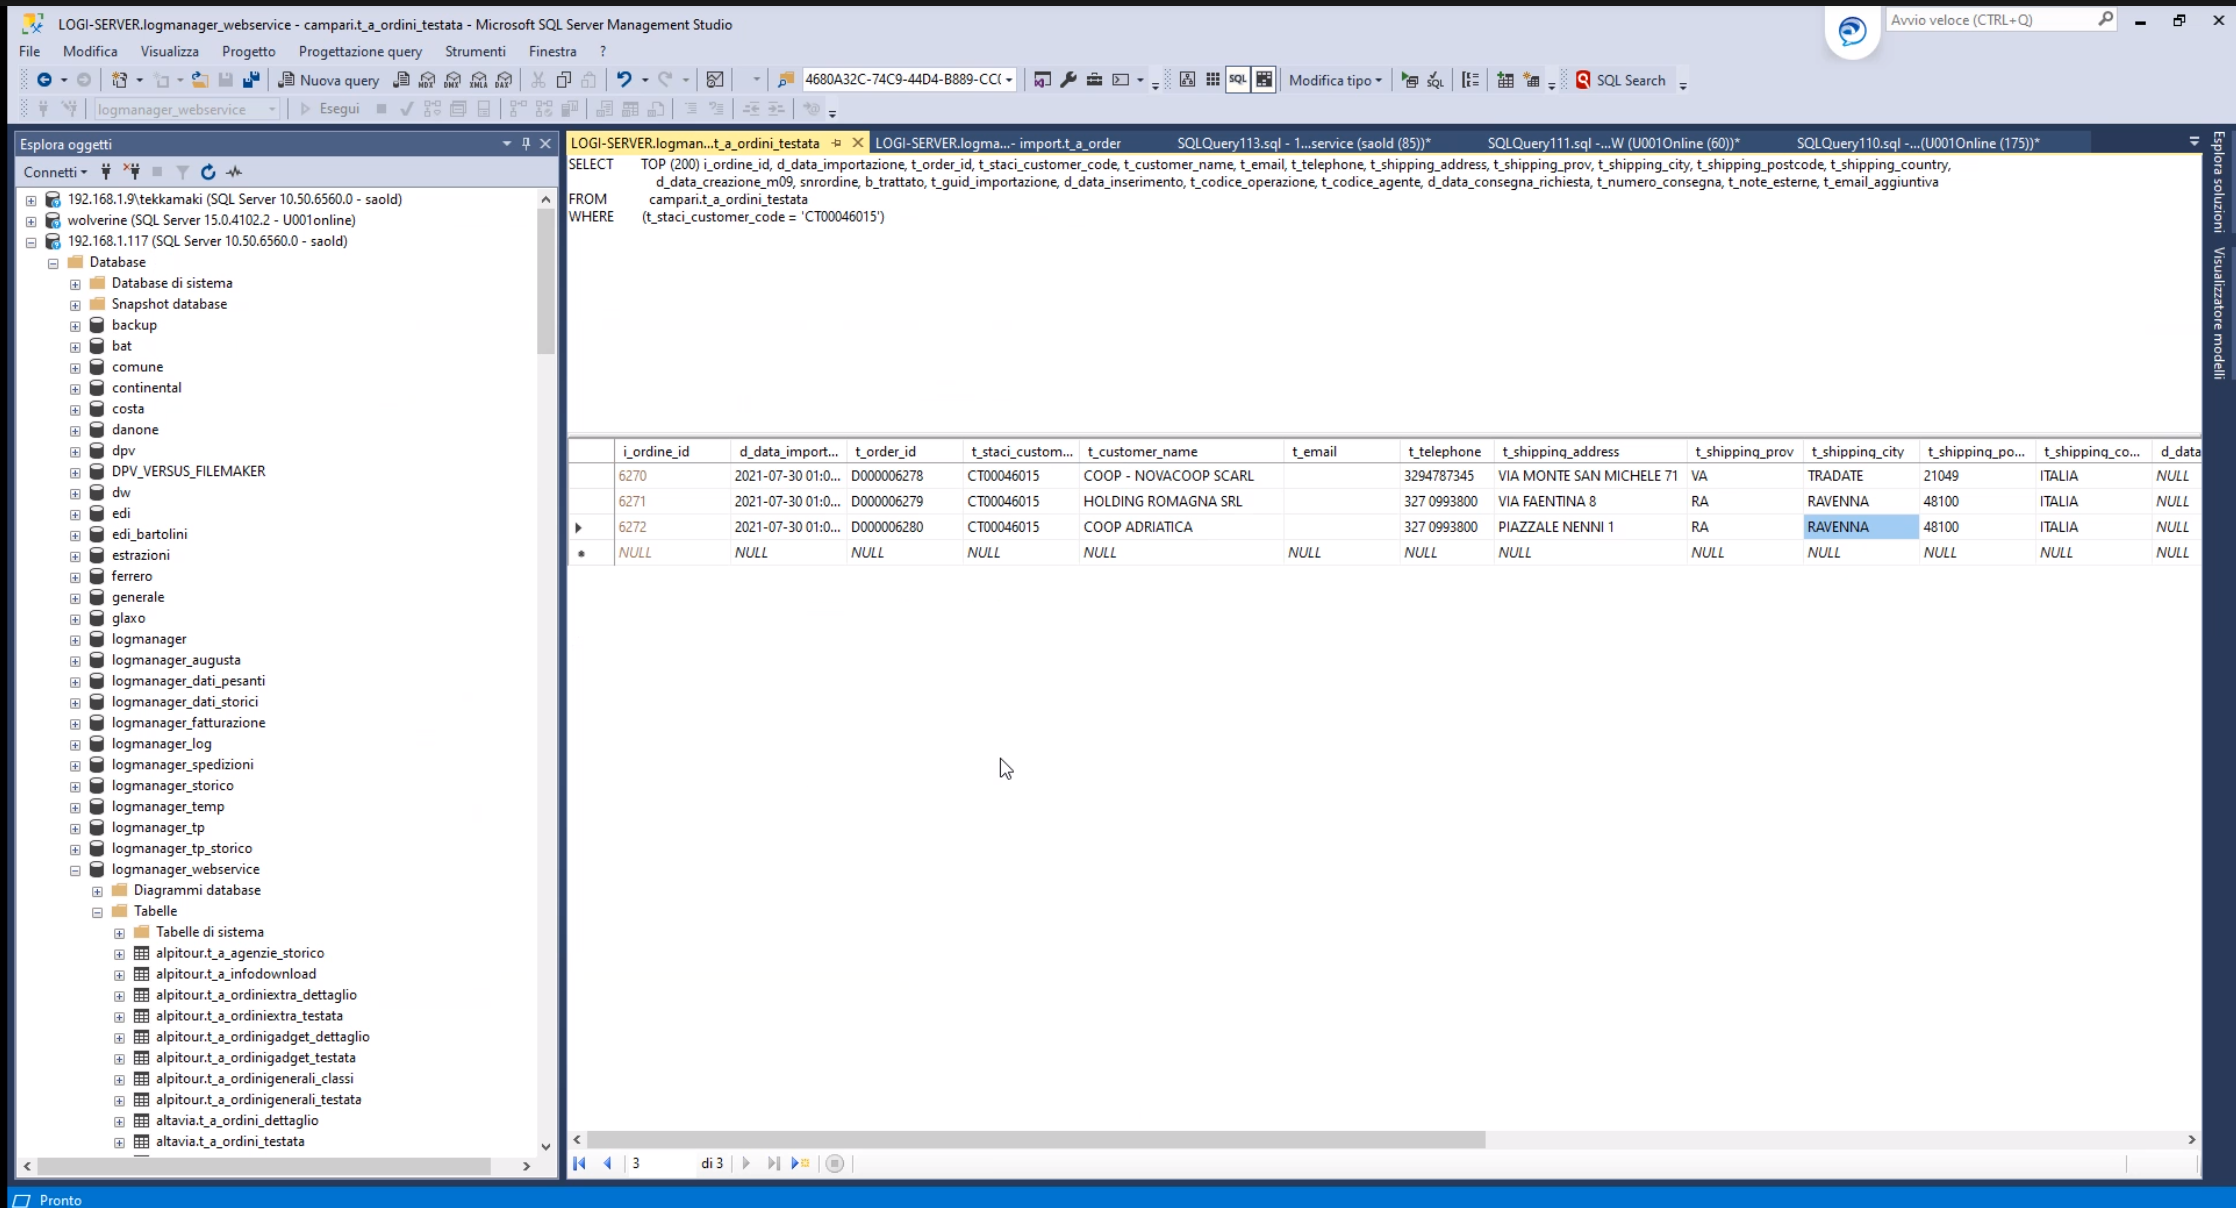 LOGI-SERVER.logmanager_webservice - campari.t_a_ordini_testata - Microsoft SQL Server Management Studio
Avvio veloce (CTRL+Q)
File Modifica Visualizza Progetto Progettazione query Strumenti Finestra ?
Nuova query MDX DMX XMLA DAX 4680A32C-74C9-44D4-B889-CC( SQL Modifica tipo SQL SQL Search
logmanager_webservice Esegui
Esplora oggetti
Connetti
192.168.1.9\tekkamaki (SQL Server 10.50.6560.0 - saold)
wolverine (SQL Server 15.0.4102.2 - U001online)
192.168.1.117 (SQL Server 10.50.6560.0 - saold)
Database
Database di sistema
Snapshot database
backup
bat
comune
continental
costa
danone
dpv
DPV_VERSUS_FILEMAKER
dw
edi
edi_bartolini
estrazioni
ferrero
generale
glaxo
logmanager
logmanager_augusta
logmanager_dati_pesanti
logmanager_dati_storici
logmanager_fatturazione
logmanager_log
logmanager_spedizioni
logmanager_storico
logmanager_temp
logmanager_tp
logmanager_tp_storico
logmanager_webservice
Diagrammi database
Tabelle
Tabelle di sistema
alpitour.t_a_agenzie_storico
alpitour.t_a_infodownload
alpitour.t_a_ordiniextra_dettaglio
alpitour.t_a_ordiniextra_testata
alpitour.t_a_ordinigadget_dettaglio
alpitour.t_a_ordinigadget_testata
alpitour.t_a_ordinigenerali_classi
alpitour.t_a_ordinigenerali_testata
altavia.t_a_ordini_dettaglio
altavia.t_a_ordini_testata
LOGI-SERVER.logman...t_a_ordini_testata LOGI-SERVER.logma...- import.t_a_order SQLQuery113.sql - 1...service (saold (85))* SQLQuery111.sql -...W (U001Online (60))* SQLQuery110.sql -...(U001Online (175))*
SELECT TOP (200) i_ordine_id, d_data_importazione, t_order_id, t_staci_customer_code, t_customer_name, t_email, t_telephone, t_shipping_address, t_shipping_prov, t_shipping_city, t_shipping_postcode, t_shipping_country,
d_data_creazione_m09, snrordine, b_trattato, t_guid_importazione, d_data_inserimento, t_codice_operazione, t_codice_agente, d_data_consegna_richiesta, t_numero_consegna, t_note_esterne, t_email_aggiuntiva
FROM campari.t_a_ordini_testata
WHERE (t_staci_customer_code = 'CT00046015')
i_ordine_id d_data_import... t_order_id t_staci_custom... t_customer_name t_email t_telephone t_shipping_address t_shipping_prov t_shipping_city t_shipping_po... t_shipping_co... d_data
6270 2021-07-30 01:0... D000006278 CT00046015 COOP - NOVACOOP SCARL 3294787345 VIA MONTE SAN MICHELE 71 VA TRADATE 21049 ITALIA NULL
6271 2021-07-30 01:0... D000006279 CT00046015 HOLDING ROMAGNA SRL 327 0993800 VIA FAENTINA 8 RA RAVENNA 48100 ITALIA NULL
6272 2021-07-30 01:0... D000006280 CT00046015 COOP ADRIATICA 327 0993800 PIAZZALE NENNI 1 RA RAVENNA 48100 ITALIA NULL
NULL NULL NULL NULL NULL NULL NULL NULL NULL NULL NULL NULL NULL
3 di 3
Esplora soluzioni
Visualizzatore modelli
Pronto